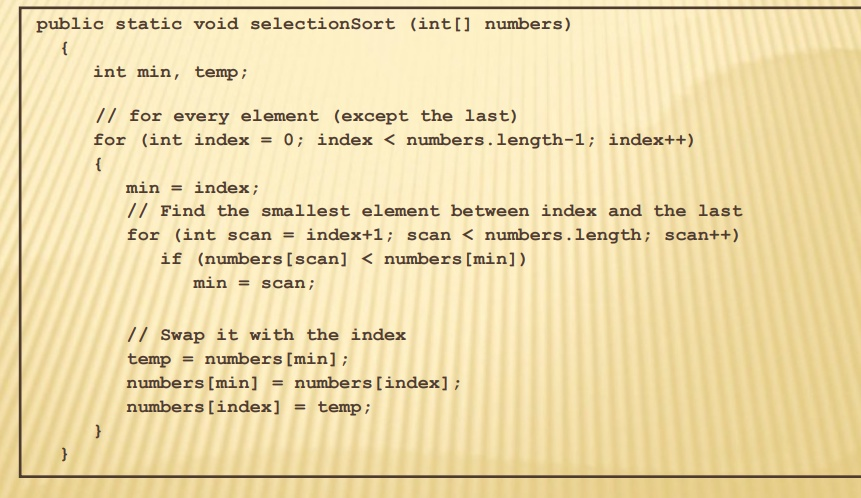 public static void selectionSort (int[] numbers)
{
int min, temp;
// for every element (except the last)
for (int index = 0; index < numbers.length-1; index++)
{
min = index;
// Find the smallest element between index and the last
for (int scan = index+1; scan < numbers.length; scan++)
if (numbers[scan] < numbers[min])
min = scan;
// Swap it with the index
temp = numbers[min];
numbers[min] = numbers[index];
numbers[index] = temp;
}
}